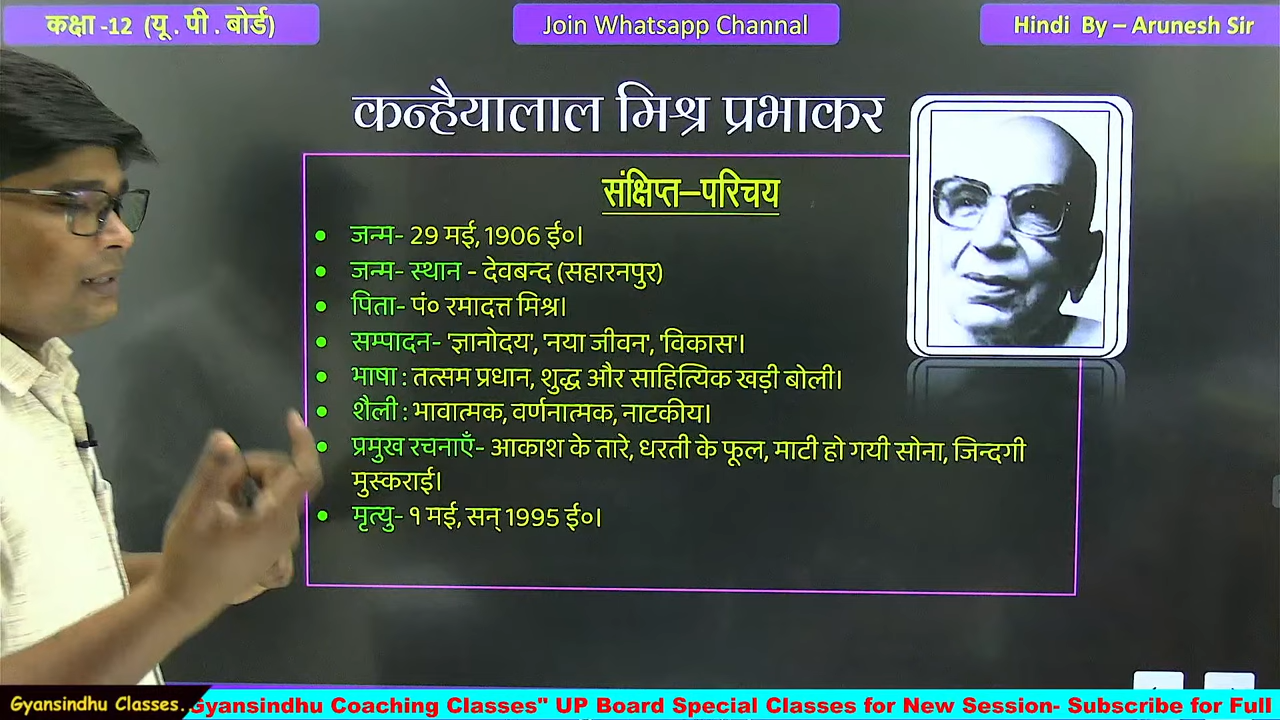 कक्षा -12 (यू . पी . बोर्ड)
Join Whatsapp Channal
Hindi By – Arunesh Sir
कन्हैयालाल मिश्र प्रभाकर
संक्षिप्त–परिचय
• जन्म- 29 मई, 1906 ई०।
• जन्म- स्थान - देवबन्द (सहारनपुर)
• पिता- पं० रमादत्त मिश्र।
• सम्पादन- 'ज्ञानोदय', 'नया जीवन', 'विकास'।
• भाषा : तत्सम प्रधान, शुद्ध और साहित्यिक खड़ी बोली।
• शैली : भावात्मक, वर्णनात्मक, नाटकीय।
• प्रमुख रचनाएँ- आकाश के तारे, धरती के फूल, माटी हो गयी सोना, जिन्दगी
मुस्कराई।
• मृत्यु- १ मई, सन् 1995 ई०।
Gyansindhu Classes.
Gyansindhu Coaching Classes" UP Board Special Classes for New Session- Subscribe for Full